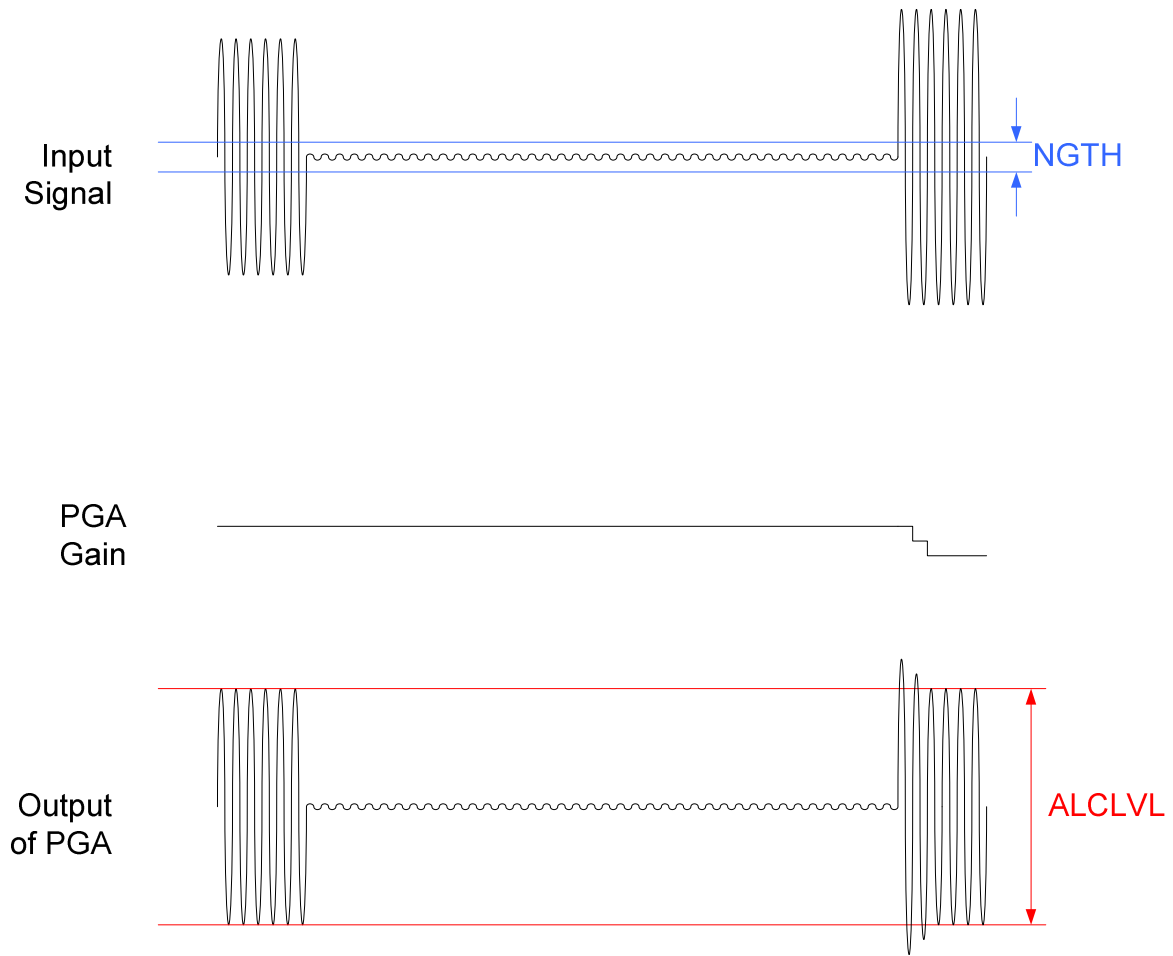 Input
Signal
NGTH
PGA
Gain
Output
of PGA
ALCLVL